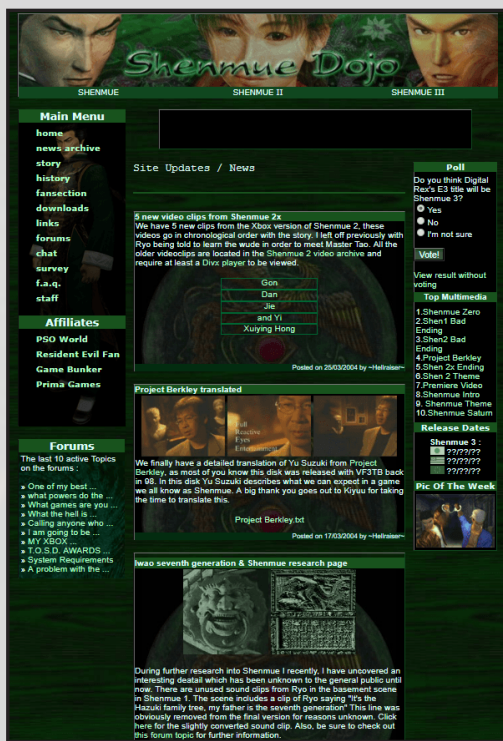 Shenmue Dojo
SHENMUE
SHENMUE II
SHENMUE III
Main Menu
home
news archive
story
history
fansection
downloads
links
forums
chat
survey
f.a.q.
staff
Affiliates
PSO World
Resident Evil Fan
Game Bunker
Prima Games
Forums
The last 10 active Topics
on the forums :
» One of my best ...
» what powers do the ...
» What games are you ...
» What the hell is ...
» Calling anyone who ...
» I am going to be ...
» MY XBOX ...
» T.O.S.D. AWARDS ...
» System Requirements
» A problem with the ...
Site Updates / News
5 new video clips from Shenmue 2x
We have 5 new clips from the Xbox version of Shenmue 2, these
videos go in chronological order with the story. I left off previously with
Ryo being told to learn the wude in order to meet Master Tao. All the
older videoclips are located in the Shenmue 2 video archive and
require at least a Divx player to be viewed.
Gon
Dan
Jie
and Yi
Xuiying Hong
Posted on 25/03/2004 by ~Hellraiser~
Project Berkley translated
Full
Reactive
Eyes
Entertainment
We finally have a detailed translation of Yu Suzuki from Project
Berkley, as most of you know this disk was released with VF3TB back
in 98. In this disk Yu Suzuki describes what we can expect in a game
we all know as Shenmue. A big thank you goes out to Kiyuu for taking
the time to translate this.
Project Berkley.txt
Posted on 17/03/2004 by ~Hellraiser~
Iwao seventh generation & Shenmue research page
During further research into Shenmue I recently, I have uncovered an
interesting deatail which has been unknown to the general public until
now. There are unused sound clips from Ryo in the basement scene
in Shenmue 1. The scene includes a clip of Ryo saying "It's the
Hazuki family tree, my father is the seventh generation" This line was
obviously removed from the final version for reasons unknown. Click
here for the slightly converted sound clip. Also, be sure to check out
this forum topic for further information.
Poll
Do you think Digital
Rex's E3 title will be
Shenmue 3?
Yes
No
I'm not sure
Vote!
View result without
voting
Top Multimedia
1.Shenmue Zero
2.Shen1 Bad
Ending
3.Shen2 Bad
Ending
4.Project Berkley
5.Shen 2x Ending
6.Shen 2 Theme
7.Premiere Video
8.Shenmue Intro
9. Shenmue Theme
10.Shenmue Saturn
Release Dates
Shenmue 3 :
??/??/??
??/??/??
??/??/??
Pic Of The Week